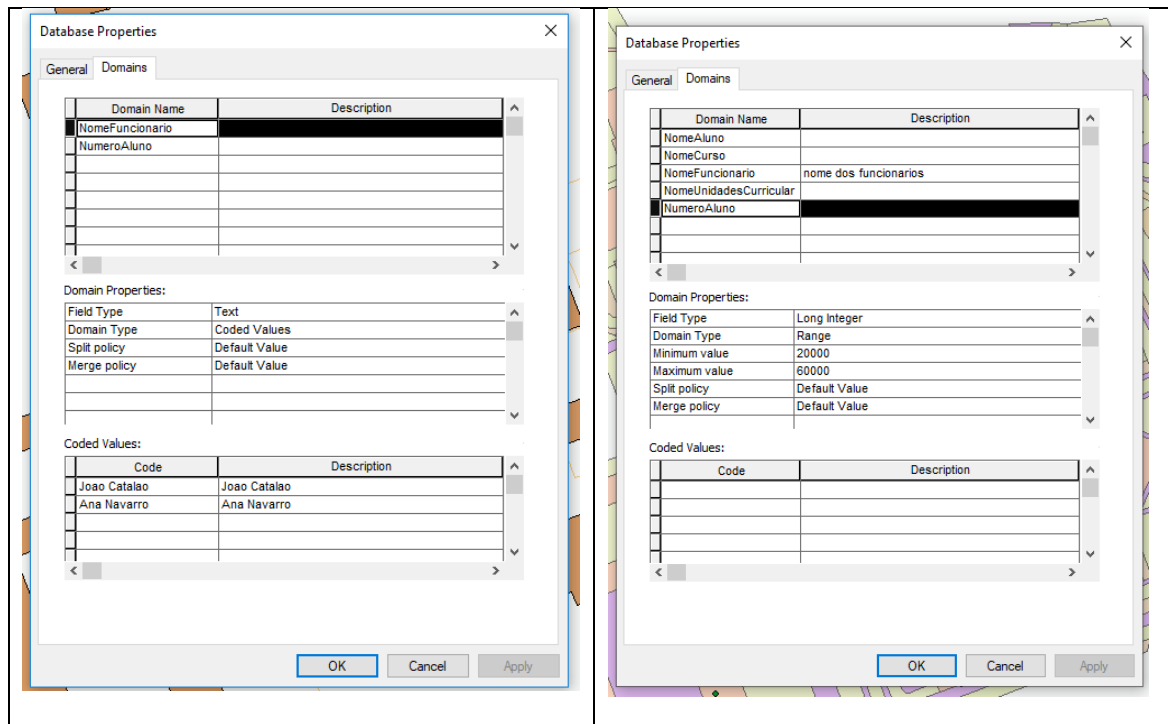 Database Properties
General Domains
Domain Name Description
NomeFuncionario
NumeroAluno
Domain Properties:
Field Type Text
Domain Type Coded Values
Split policy Default Value
Merge policy Default Value
Coded Values:
Code Description
Joao Catalao Joao Catalao
Ana Navarro Ana Navarro
OK Cancel Apply
Database Properties
General Domains
Domain Name Description
NomeAluno
NomeCurso
NomeFuncionario nome dos funcionarios
NomeUnidadesCurricular
NumeroAluno
Domain Properties:
Field Type Long Integer
Domain Type Range
Minimum value 20000
Maximum value 60000
Split policy Default Value
Merge policy Default Value
Coded Values:
Code Description
OK Cancel Apply